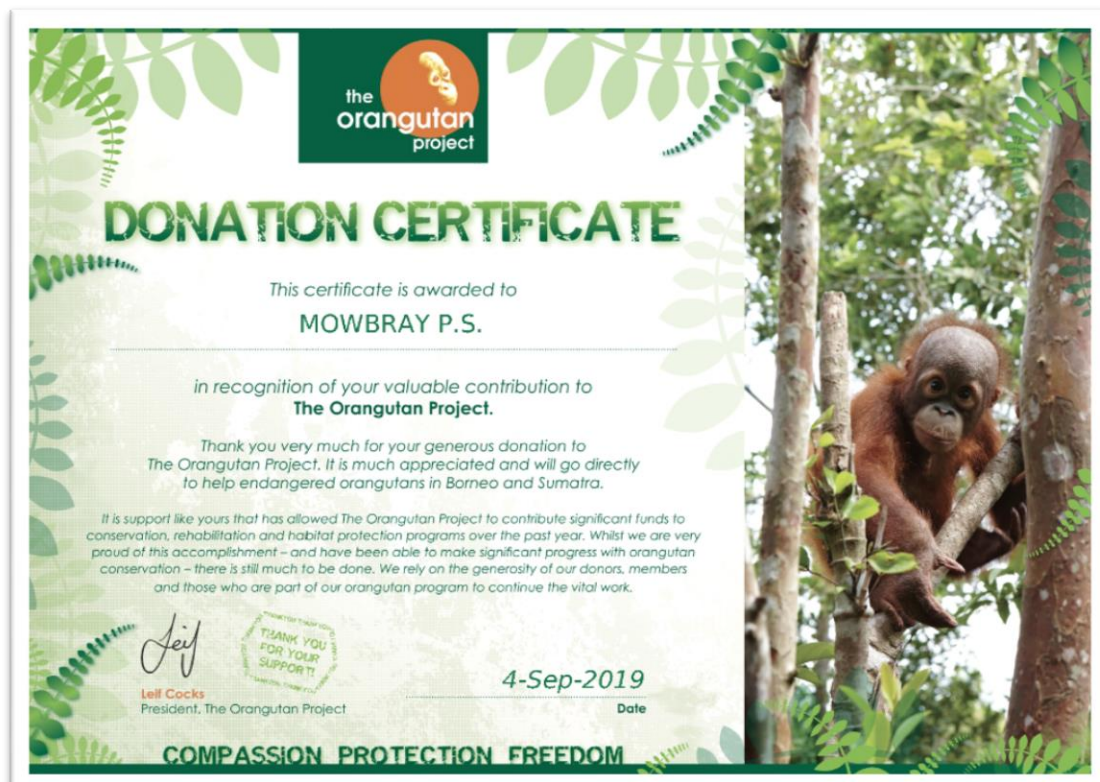 the
orangutan
project
DONATION CERTIFICATE
This certificate is awarded to
MOWBRAY P.S.
in recognition of your valuable contribution to
The Orangutan Project.
Thank you very much for your generous donation to
The Orangutan Project. It is much appreciated and will go directly
to help endangered orangutans in Borneo and Sumatra.
It is support like yours that has allowed The Orangutan Project to contribute significant funds to
conservation, rehabilitation and habitat protection programs over the past year. Whilst we are very
proud of this accomplishment – and have been able to make significant progress with orangutan
conservation – there is still much to be done. We rely on the generosity of our donors, members
and those who are part of our orangutan program to continue the vital work.
Leif
THANK YOU
FOR YOUR
SUPPORT!
Leif Cocks
President, The Orangutan Project
4-Sep-2019
Date
COMPASSION PROTECTION FREEDOM